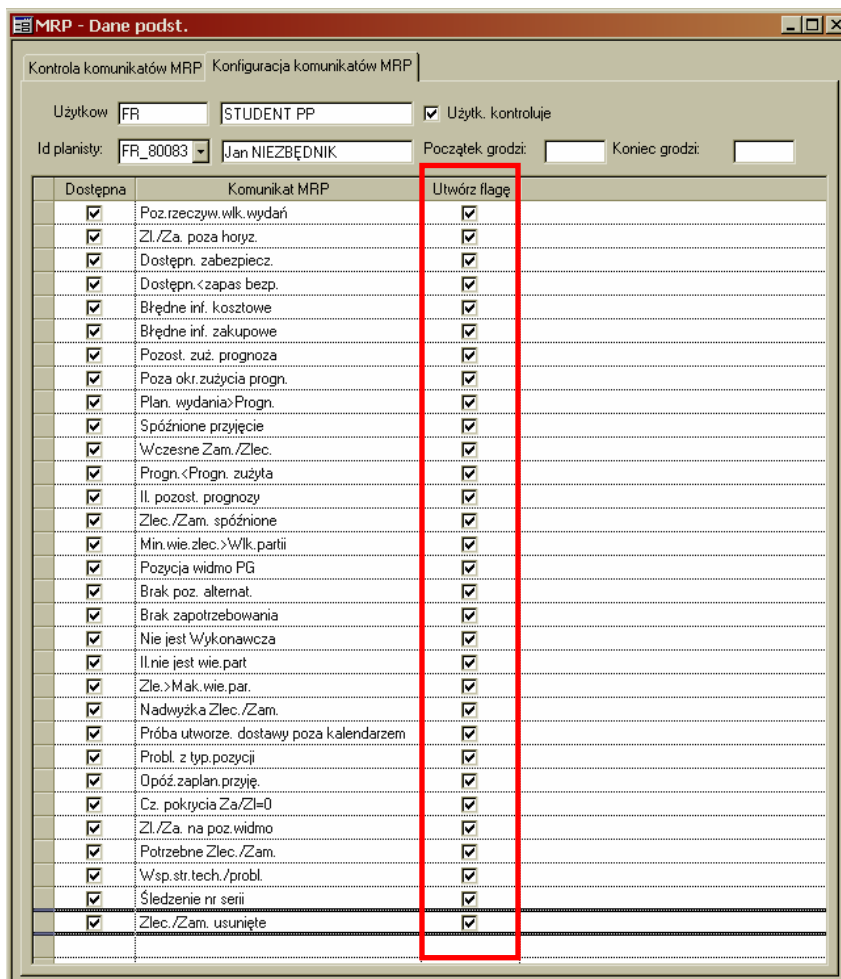 MRP - Dane podst.
Kontrola komunikatów MRP Konfiguracja komunikatów MRP
Użytkow FR STUDENT PP Użytk. kontroluje
Id planisty: FR_80083 Jan NIEZBĘDNIK Początek grodzi: Koniec grodzi:
Dostępna Komunikat MRP Utwórz flagę
Poz.rzeczyw.wlk.wydań
Zl./Za. poza horyz.
Dostępn. zabezpiecz.
Dostępn.<zapas bezp.
Błędne inf. kosztowe
Błędne inf. zakupowe
Pozost. zuż. prognoza
Poza okr.zużycia progn.
Plan. wydania>Progn.
Spóźnione przyjęcie
Wczesne Zam./Zlec.
Progn.<Progn. zużyta
Il. pozost. prognozy
Zlec./Zam. spóźnione
Min.wie.zlec.>Wlk.partii
Pozycja widmo PG
Brak poz. alternat.
Brak zapotrzebowania
Nie jest Wykonawcza
Il.nie jest wie.part
Zle.>Mak.wie.par.
Nadwyżka Zlec./Zam.
Próba utworze. dostawy poza kalendarzem
Probl. z typ.pozycji
Opóź.zaplan.przyję.
Cz. pokrycia Za/Zl=0
Zl./Za. na poz.widmo
Potrzebne Zlec./Zam.
Wsp.str.tech./probl.
Śledzenie nr serii
Zlec./Zam. usunięte